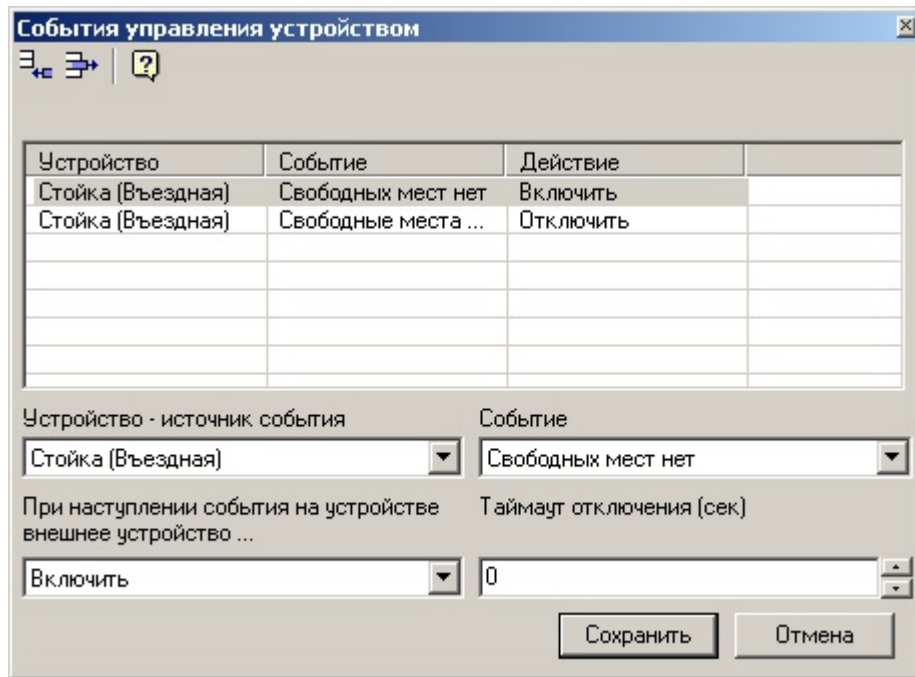 События управления устройством
Устройство Событие Действие
Стойка (Въездная) Свободных мест нет Включить
Стойка (Въездная) Свободные места ... Отключить
Устройство - источник события Событие
Стойка (Въездная) Свободных мест нет
При наступлении события на устройстве Таймаут отключения (сек)
внешнее устройство ...
Включить 0
Сохранить Отмена